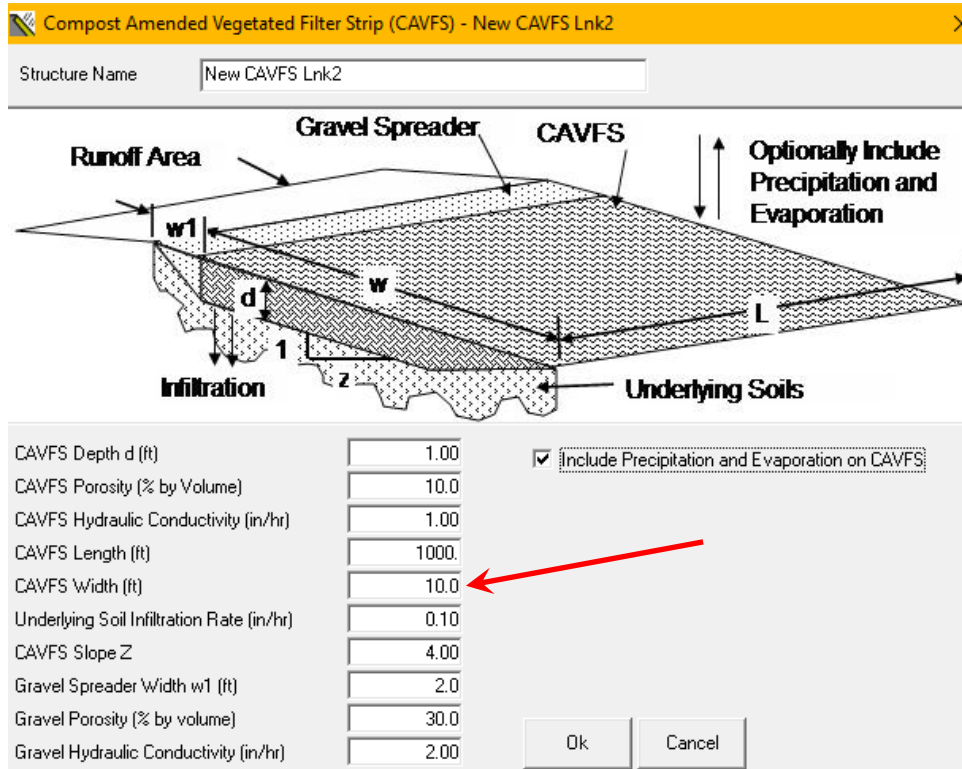 Compost Amended Vegetated Filter Strip (CAVFS) - New CAVFS Lnk2
Structure Name New CAVFS Lnk2
Gravel Spreader
CAVFS
Runoff Area
Optionally Include
Precipitation and
Evaporation
w1
w
d
L
1
z
Infiltration
Underlying Soils
CAVFS Depth d (ft) 1.00
Include Precipitation and Evaporation on CAVFS
CAVFS Porosity (% by Volume) 10.0
CAVFS Hydraulic Conductivity (in/hr) 1.00
CAVFS Length (ft) 1000.
CAVFS Width (ft) 10.0
Underlying Soil Infiltration Rate (in/hr) 0.10
CAVFS Slope Z 4.00
Gravel Spreader Width w1 (ft) 2.0
Gravel Porosity (% by volume) 30.0
Gravel Hydraulic Conductivity (in/hr) 2.00
Ok Cancel